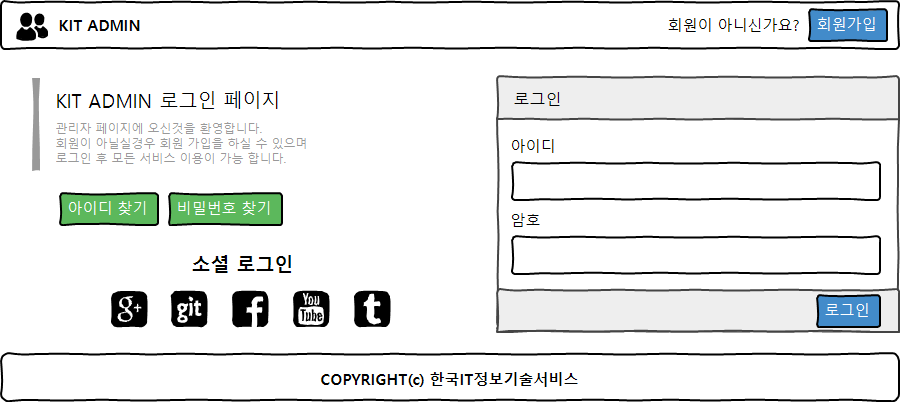 KIT ADMIN
회원이 아니신가요? 회원가입
KIT ADMIN 로그인 페이지
관리자 페이지에 오신것을 환영합니다.
회원이 아닐실경우 회원 가입을 하실 수 있으며
로그인 후 모든 서비스 이용이 가능 합니다.
아이디 찾기 비밀번호 찾기
소셜 로그인
g+ git f You Tube t
로그인
아이디
암호
로그인
COPYRIGHT(c) 한국IT정보기술서비스